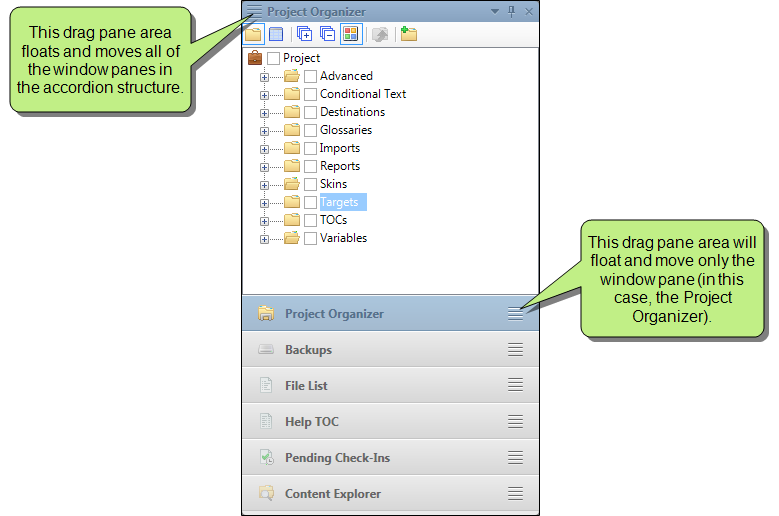 This drag pane area
floats and moves all of
the window panes in
the accordion structure.
Project Organizer
Project
Advanced
Conditional Text
Destinations
Glossaries
Imports
Reports
Skins
Targets
TOCs
Variables
This drag pane area will
float and move only the
window pane (in this
case, the Project
Organizer).
Project Organizer
Backups
File List
Help TOC
Pending Check-Ins
Content Explorer